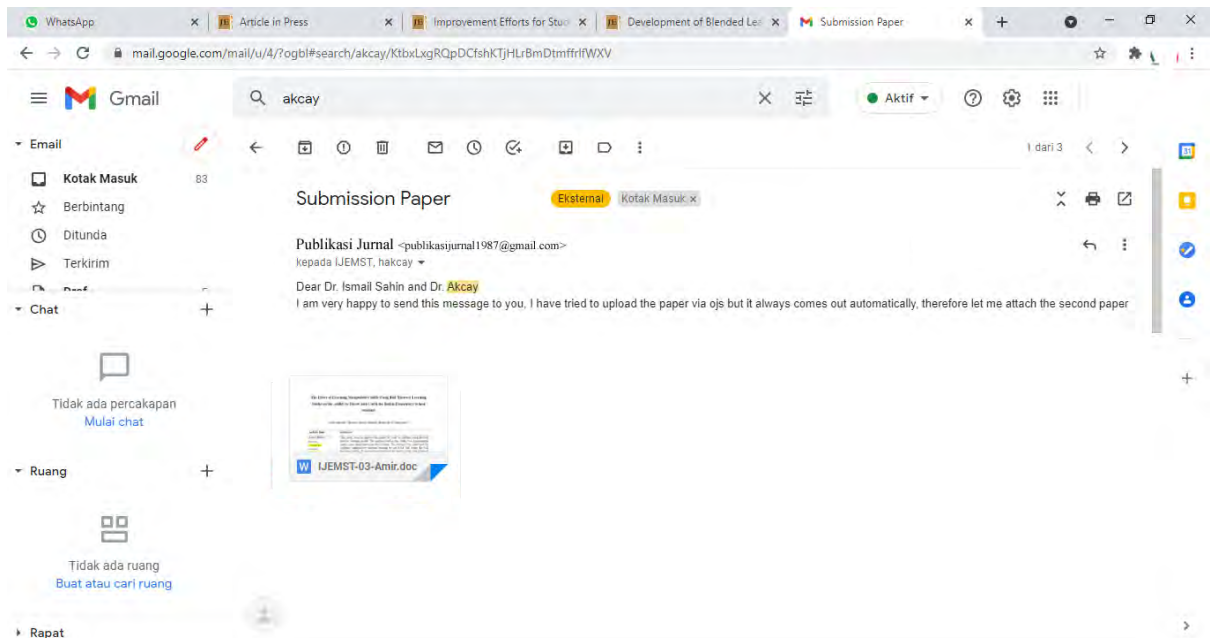 WhatsApp
Article in Press
Improvement Efforts for Stu
Development of Blended Le
Submission Paper
mail.google.com/mail/u/4/?ogbl#search/akcay/KtbxLxgRQpDCfshKTjHLrBmDtmffrlfWXV
Gmail
akcay
Aktif
Email
1 dari 3
Kotak Masuk 83
Submission Paper Eksternal Kotak Masuk x
Berbintang
Ditunda
Publikasi Jurnal <publikasijurnal1987@gmail.com>
Terkirim
kepada IJEMST, hakcay
Dear Dr. Ismail Sahin and Dr. Akcay
Chat
I am very happy to send this message to you, I have tried to upload the paper via ojs but it always comes out automatically, therefore let me attach the second paper
Tidak ada percakapan
Mulai chat
W IJEMST-03-Amir.doc
Ruang
Tidak ada ruang
Buat atau cari ruang
Rapat